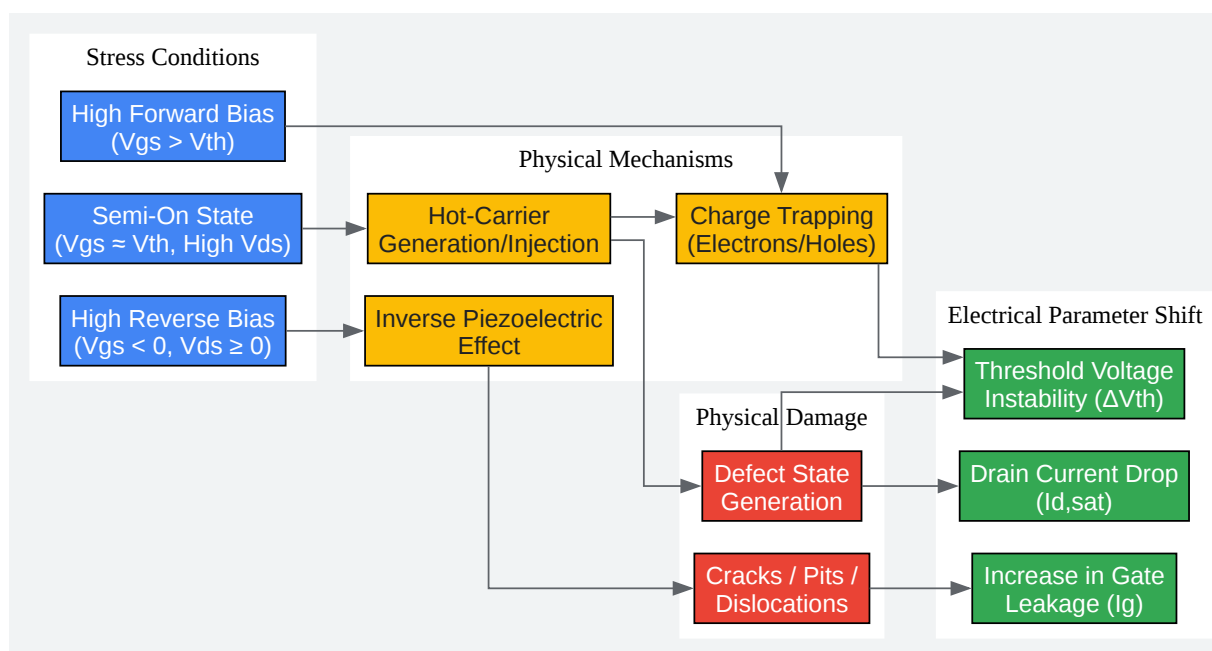 Stress Conditions
High Forward Bias
(Vgs > Vth)
Semi-On State
(Vgs ≈ Vth, High Vds)
High Reverse Bias
(Vgs < 0, Vds ≥ 0)
Physical Mechanisms
Hot-Carrier
Generation/Injection
Charge Trapping
(Electrons/Holes)
Inverse Piezoelectric
Effect
Physical Damage
Defect State
Generation
Cracks / Pits /
Dislocations
Electrical Parameter Shift
Threshold Voltage
Instability (ΔVth)
Drain Current Drop
(Id,sat)
Increase in Gate
Leakage (Ig)